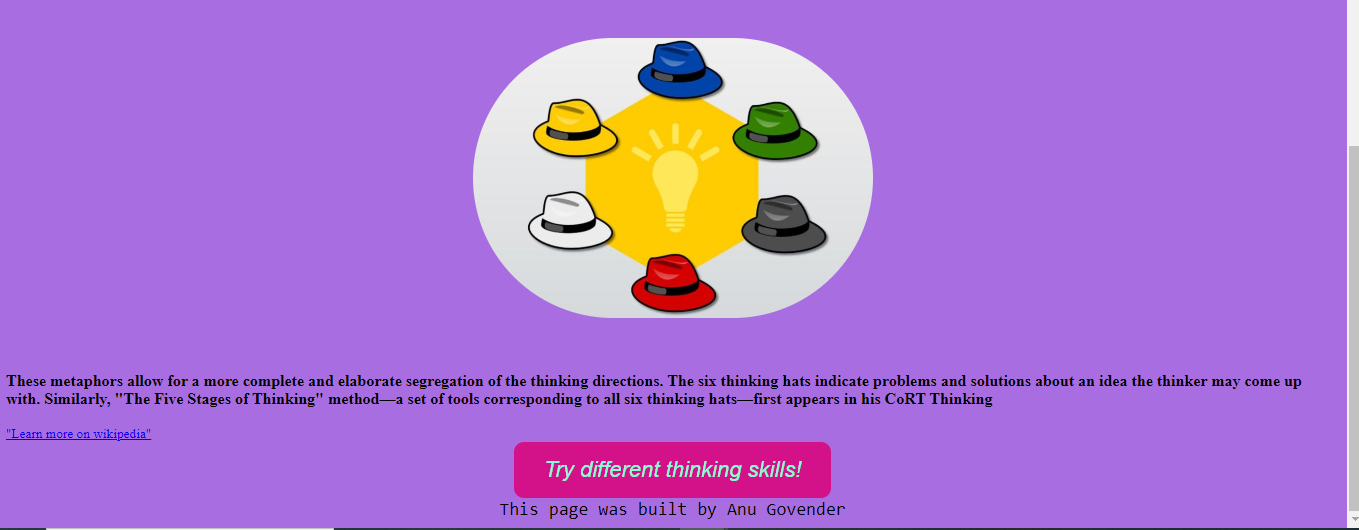 These metaphors allow for a more complete and elaborate segregation of the thinking directions. The six thinking hats indicate problems and solutions about an idea the thinker may come up
with. Similarly, "The Five Stages of Thinking" method—a set of tools corresponding to all six thinking hats—first appears in his CoRT Thinking
"Learn more on wikipedia"
Try different thinking skills!
This page was built by Anu Govender